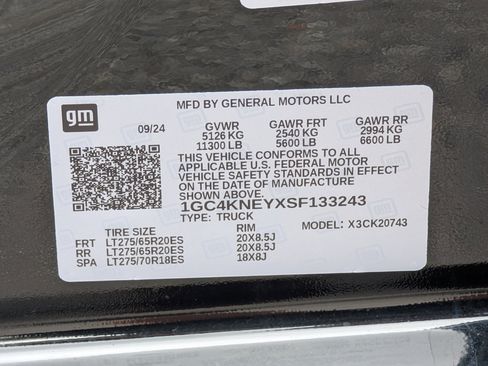 gm
MFD BY GENERAL MOTORS LLC
09/24 GVWR GAWR FRT GAWR RR
5126 KG 2540 KG 2994 KG
11300 LB 5600 LB 6600 LB
THIS VEHICLE CONFORMS TO ALL
APPLICABLE U.S. FEDERAL MOTOR
VEHICLE SAFETY STANDARDS IN EFFECT
ON THE DATE OF MANUFACTURE
SHOWN ABOVE.
1GC4KNEYXSF133243
TYPE: TRUCK MODEL: X3CK20743
TIRE SIZE RIM
FRT LT275/65R20ES 20X8.5J
RR LT275/65R20ES 20X8.5J
SPA LT275/70R18ES 18X8J